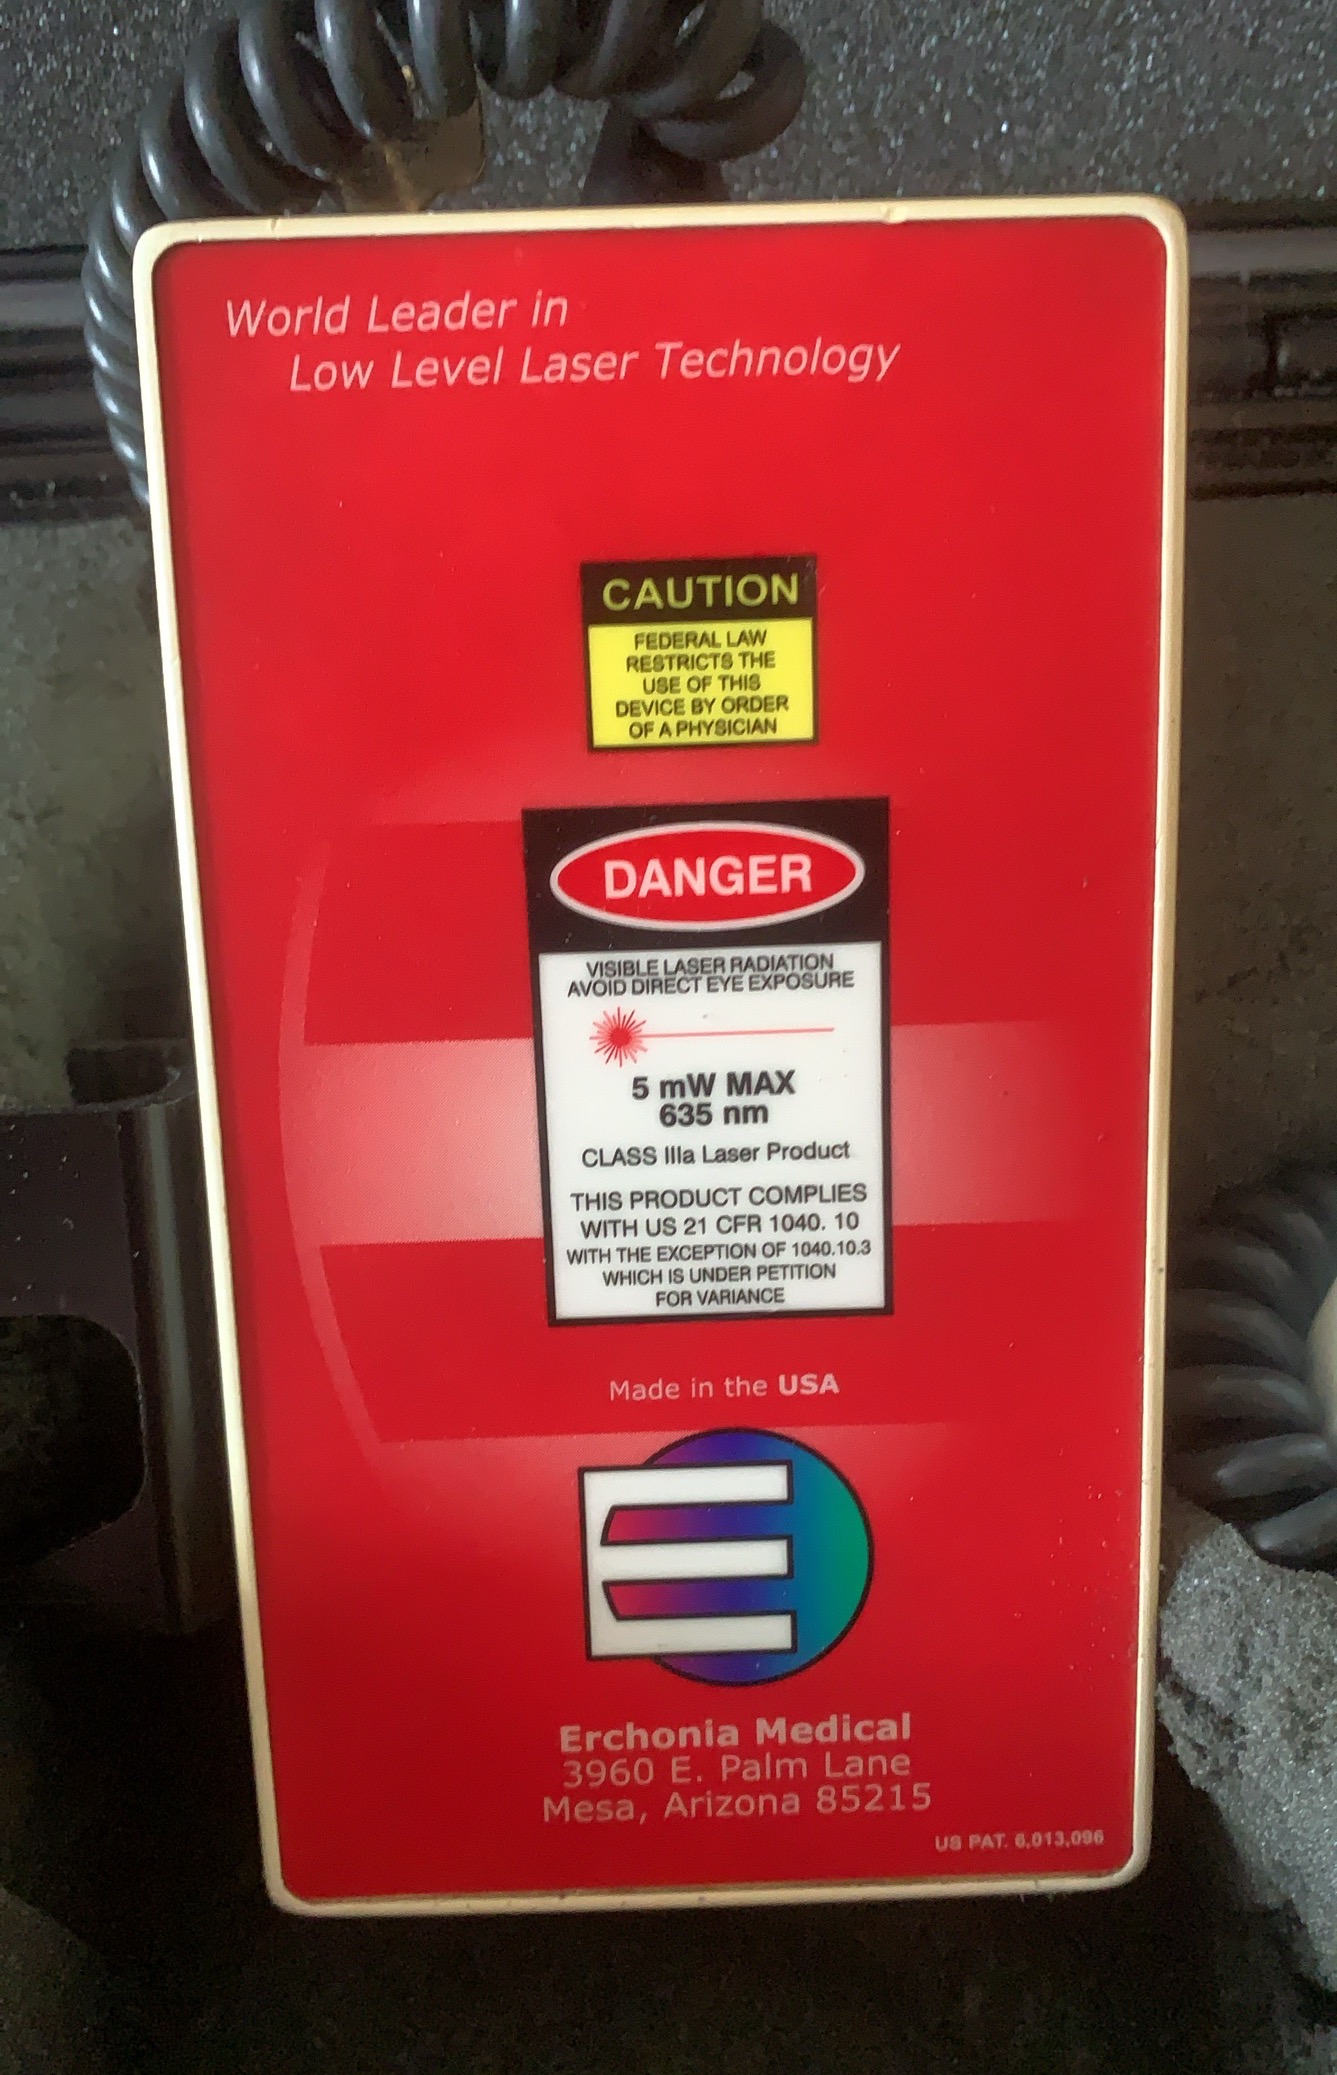 World Leader in
Low Level Laser Technology
CAUTION
FEDERAL LAW
RESTRICTS THE
USE OF THIS
DEVICE BY ORDER
OF A PHYSICIAN
DANGER
VISIBLE LASER RADIATION
AVOID DIRECT EYE EXPOSURE
5 mW MAX
635 nm
CLASS IIIa Laser Product
THIS PRODUCT COMPLIES
WITH US 21 CFR 1040. 10
WITH THE EXCEPTION OF 1040.10.3
WHICH IS UNDER PETITION
FOR VARIANCE
Made in the USA
E
Erchonia Medical
3960 E. Palm Lane
Mesa, Arizona 85215
US PAT. 6,013,096